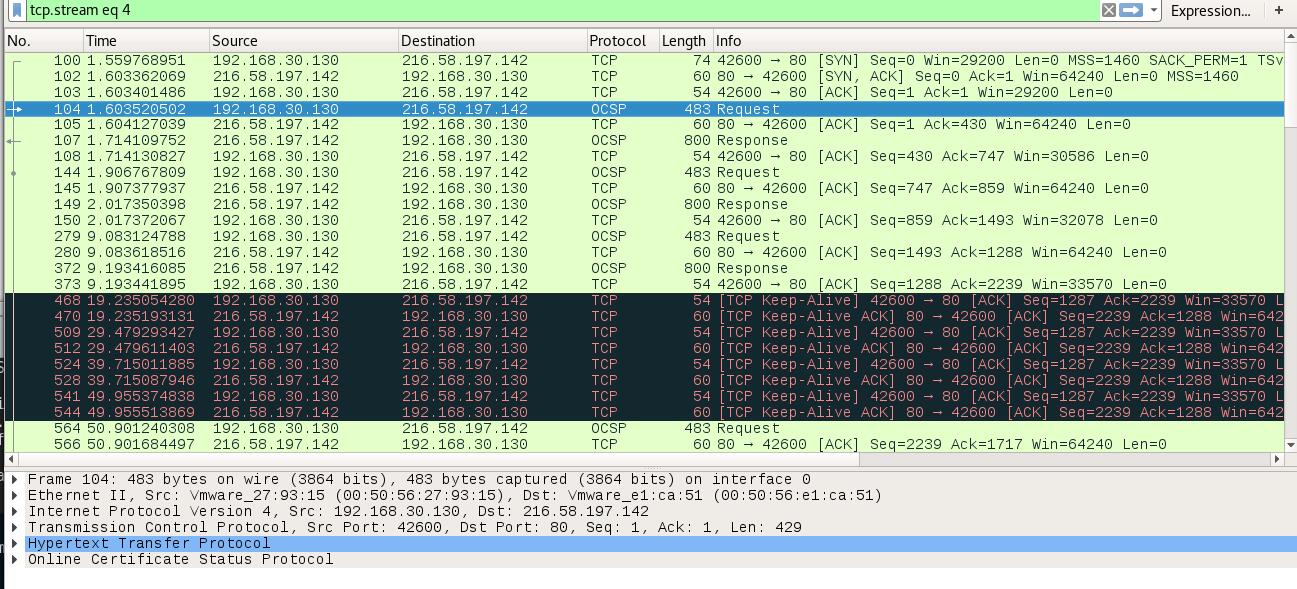 tcp.stream eq 4 Expression... +
No. Time Source Destination Protocol Length Info
100 1.559768951 192.168.30.130 216.58.197.142 TCP 74 42600 → 80 [SYN] Seq=0 Win=29200 Len=0 MSS=1460 SACK_PERM=1 TSv
102 1.603362069 216.58.197.142 192.168.30.130 TCP 60 80 → 42600 [SYN, ACK] Seq=0 Ack=1 Win=64240 Len=0 MSS=1460
103 1.603401486 192.168.30.130 216.58.197.142 TCP 54 42600 → 80 [ACK] Seq=1 Ack=1 Win=29200 Len=0
104 1.603520502 192.168.30.130 216.58.197.142 OCSP 483 Request
105 1.604127039 216.58.197.142 192.168.30.130 TCP 60 80 → 42600 [ACK] Seq=1 Ack=430 Win=64240 Len=0
107 1.714109752 216.58.197.142 192.168.30.130 OCSP 800 Response
108 1.714130827 192.168.30.130 216.58.197.142 TCP 54 42600 → 80 [ACK] Seq=430 Ack=747 Win=30586 Len=0
144 1.906767809 192.168.30.130 216.58.197.142 OCSP 483 Request
145 1.907377937 216.58.197.142 192.168.30.130 TCP 60 80 → 42600 [ACK] Seq=747 Ack=859 Win=64240 Len=0
149 2.017350398 216.58.197.142 192.168.30.130 OCSP 800 Response
150 2.017372067 192.168.30.130 216.58.197.142 TCP 54 42600 → 80 [ACK] Seq=859 Ack=1493 Win=32078 Len=0
279 9.083124788 192.168.30.130 216.58.197.142 OCSP 483 Request
280 9.083618516 216.58.197.142 192.168.30.130 TCP 60 80 → 42600 [ACK] Seq=1493 Ack=1288 Win=64240 Len=0
372 9.193416085 216.58.197.142 192.168.30.130 OCSP 800 Response
373 9.193441895 192.168.30.130 216.58.197.142 TCP 54 42600 → 80 [ACK] Seq=1288 Ack=2239 Win=33570 Len=0
468 19.235054280 192.168.30.130 216.58.197.142 TCP 54 [TCP Keep-Alive] 42600 → 80 [ACK] Seq=1287 Ack=2239 Win=33570 L
470 19.235193131 216.58.197.142 192.168.30.130 TCP 60 [TCP Keep-Alive ACK] 80 → 42600 [ACK] Seq=2239 Ack=1288 Win=642
509 29.479293427 192.168.30.130 216.58.197.142 TCP 54 [TCP Keep-Alive] 42600 → 80 [ACK] Seq=1287 Ack=2239 Win=33570 L
512 29.479611403 216.58.197.142 192.168.30.130 TCP 60 [TCP Keep-Alive ACK] 80 → 42600 [ACK] Seq=2239 Ack=1288 Win=642
524 39.715011885 192.168.30.130 216.58.197.142 TCP 54 [TCP Keep-Alive] 42600 → 80 [ACK] Seq=1287 Ack=2239 Win=33570 L
528 39.715087946 216.58.197.142 192.168.30.130 TCP 60 [TCP Keep-Alive ACK] 80 → 42600 [ACK] Seq=2239 Ack=1288 Win=642
541 49.955374838 192.168.30.130 216.58.197.142 TCP 54 [TCP Keep-Alive] 42600 → 80 [ACK] Seq=1287 Ack=2239 Win=33570 L
544 49.955513869 216.58.197.142 192.168.30.130 TCP 60 [TCP Keep-Alive ACK] 80 → 42600 [ACK] Seq=2239 Ack=1288 Win=642
564 50.901240308 192.168.30.130 216.58.197.142 OCSP 483 Request
566 50.901684497 216.58.197.142 192.168.30.130 TCP 60 80 → 42600 [ACK] Seq=2239 Ack=1717 Win=64240 Len=0
Frame 104: 483 bytes on wire (3864 bits), 483 bytes captured (3864 bits) on interface 0
Ethernet II, Src: Vmware_27:93:15 (00:50:56:27:93:15), Dst: Vmware_e1:ca:51 (00:50:56:e1:ca:51)
Internet Protocol Version 4, Src: 192.168.30.130, Dst: 216.58.197.142
Transmission Control Protocol, Src Port: 42600, Dst Port: 80, Seq: 1, Ack: 1, Len: 429
Hypertext Transfer Protocol
Online Certificate Status Protocol